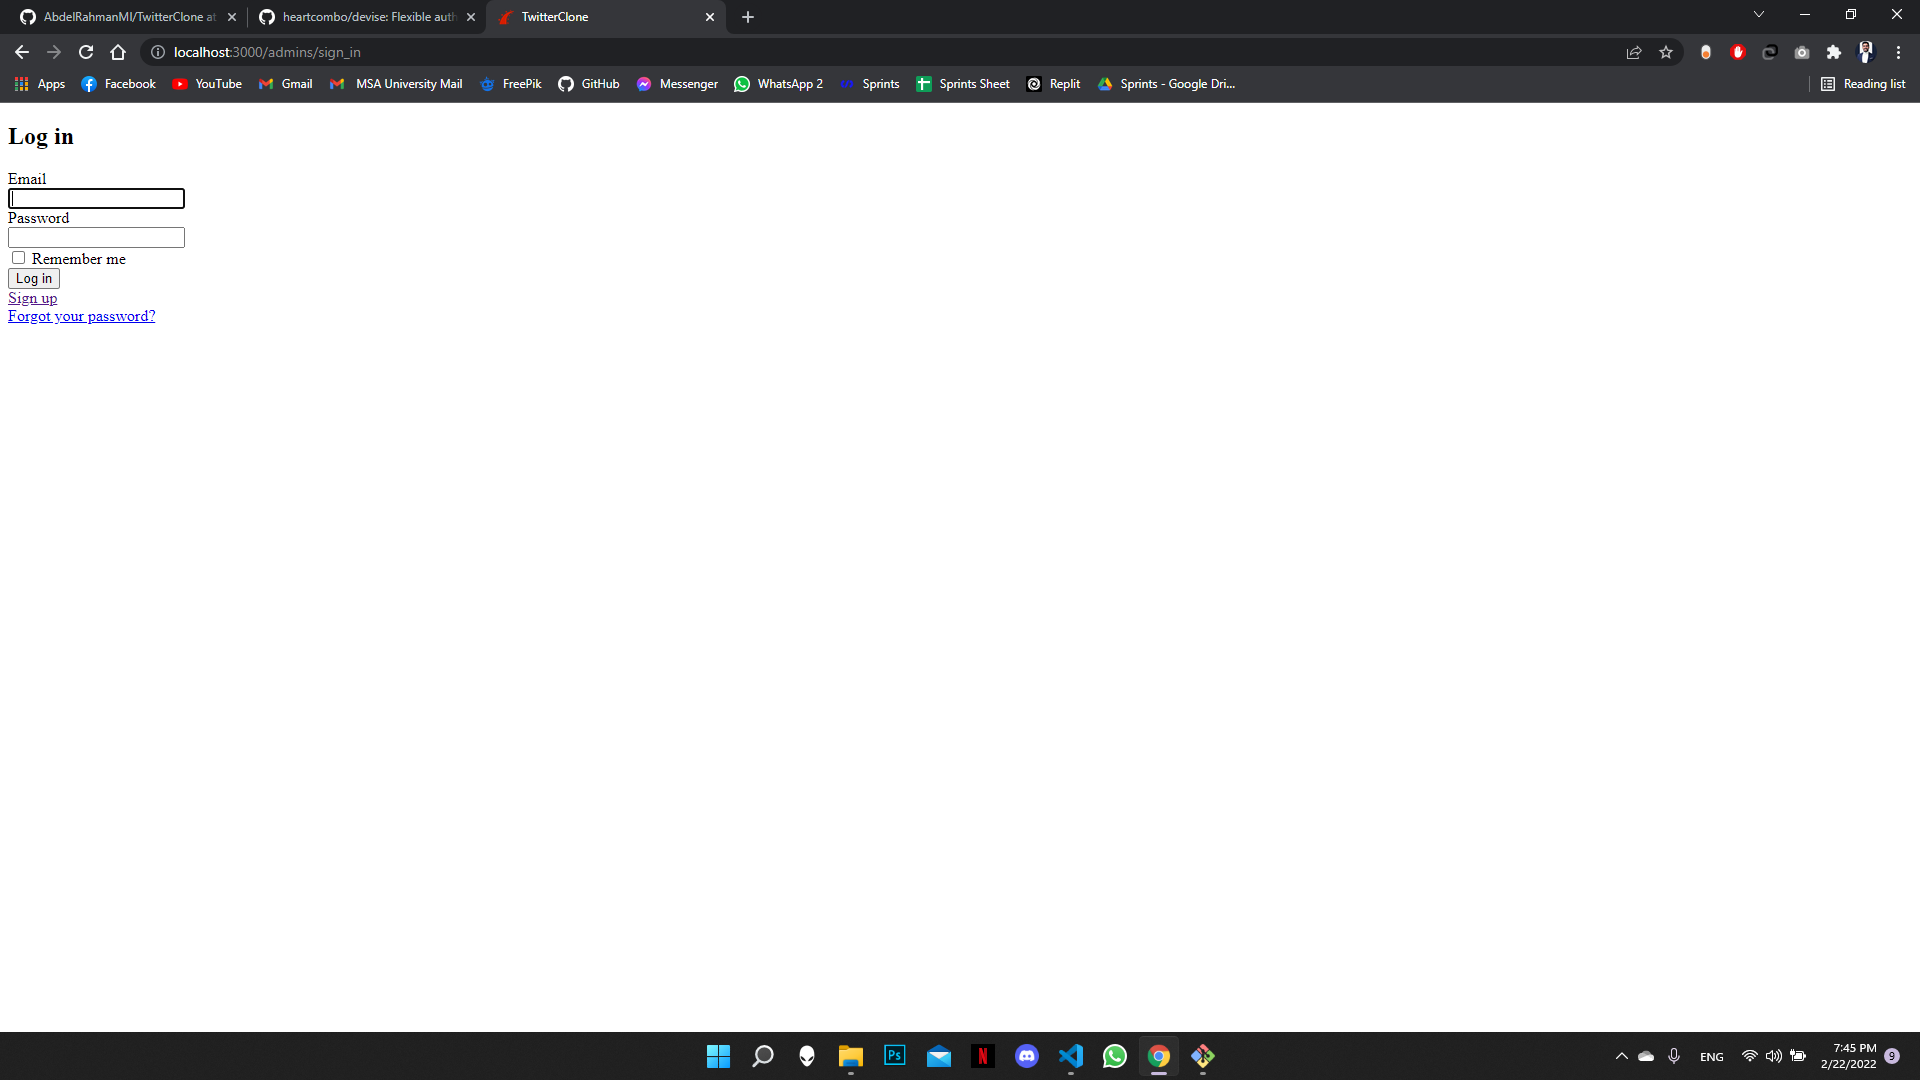 AbdelRahmanMI/TwitterClone at
heartcombo/devise: Flexible auth
TwitterClone
localhost:3000/admins/sign_in
Apps
Facebook
YouTube
Gmail
MSA University Mail
FreePik
GitHub
Messenger
WhatsApp 2
Sprints
Sprints Sheet
Replit
Sprints - Google Dri...
Reading list
Log in
Email
Password
Remember me
Log in
Sign up
Forgot your password?
Ps
N
ENG
7:45 PM
2/22/2022
9